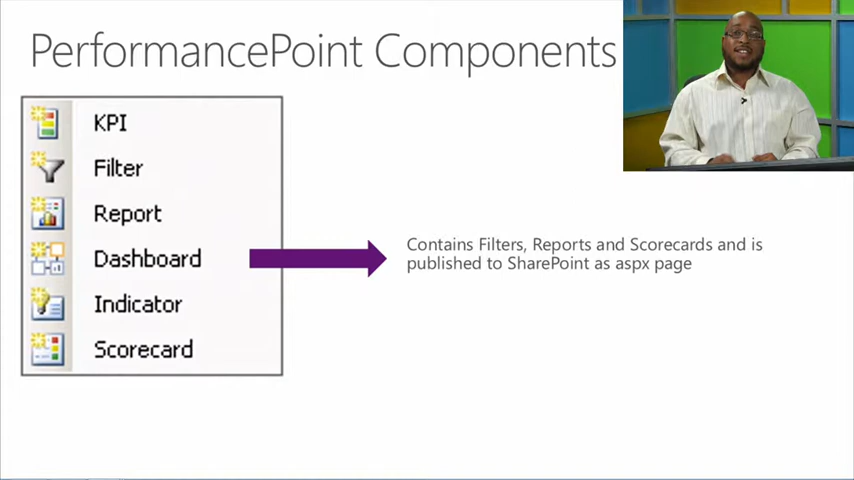 PerformancePoint Components
KPI
Filter
Report
Dashboard
Indicator
Scorecard
Contains Filters, Reports and Scorecards and is
published to SharePoint as aspx page